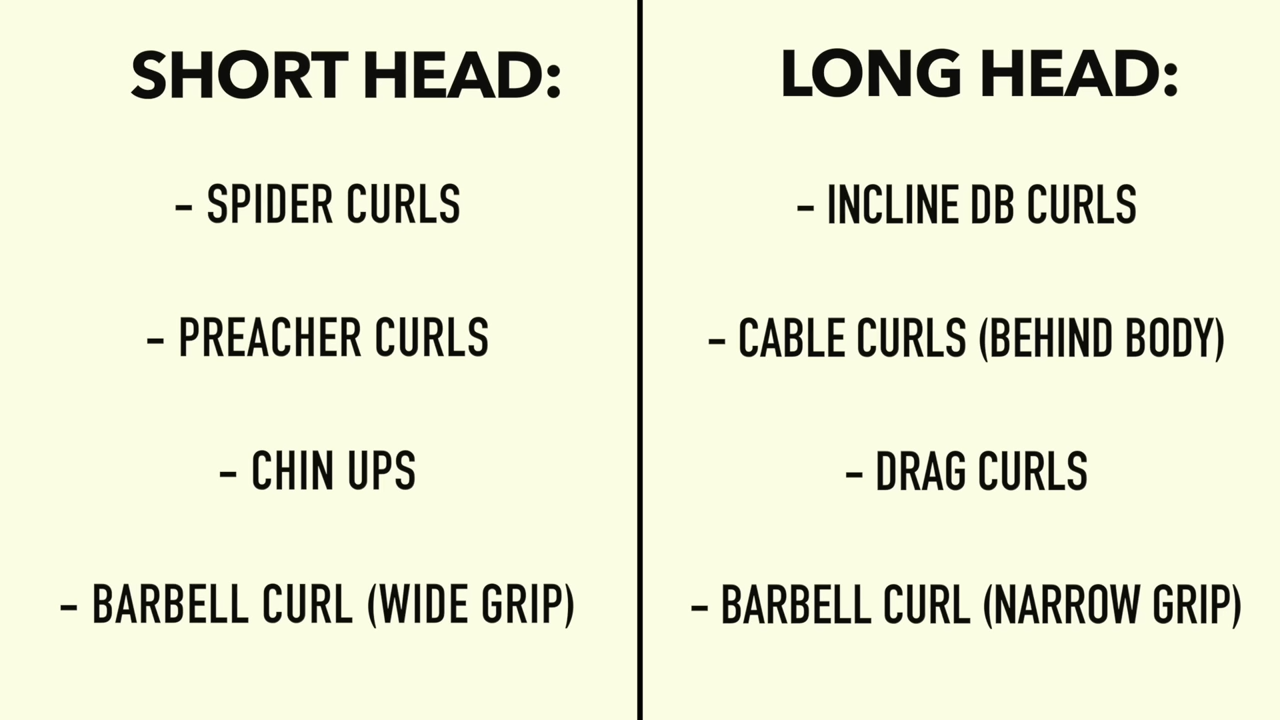 SHORT HEAD:
- SPIDER CURLS
- PREACHER CURLS
- CHIN UPS
- BARBELL CURL (WIDE GRIP)
LONG HEAD:
- INCLINE DB CURLS
- CABLE CURLS (BEHIND BODY)
- DRAG CURLS
- BARBELL CURL (NARROW GRIP)